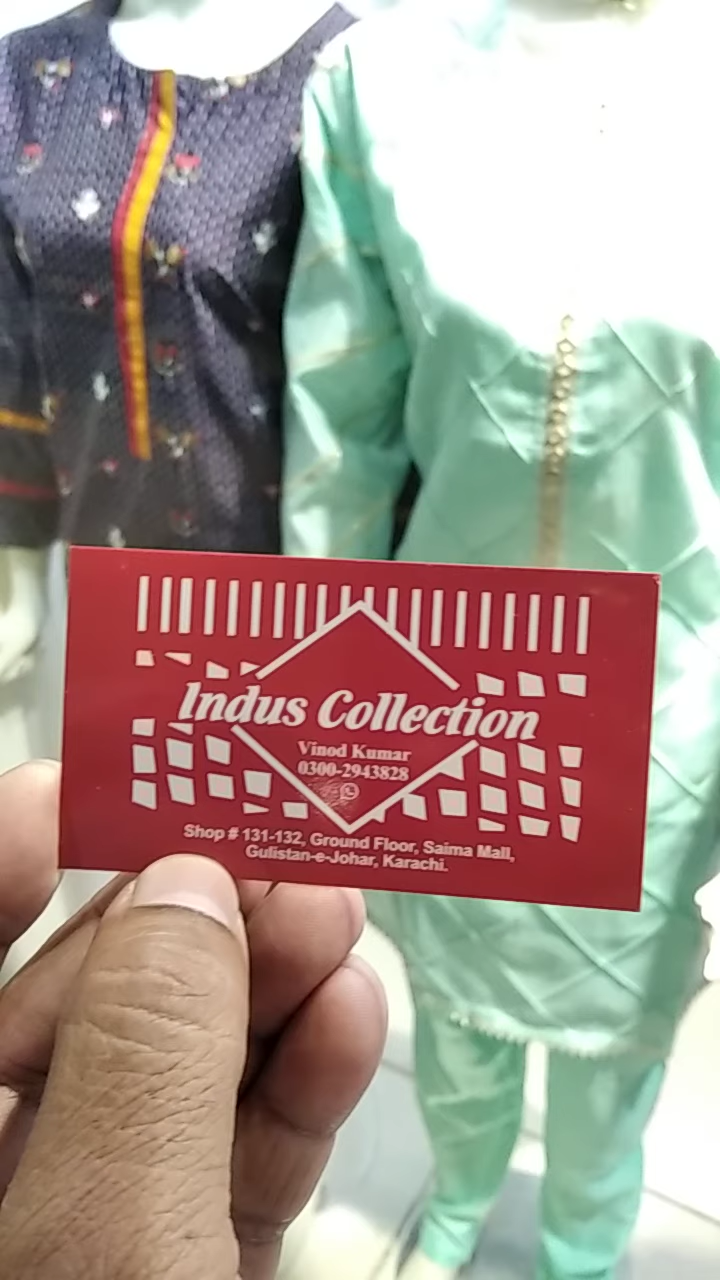 Indus Collection
Vinod Kumar
0300-2943828
Shop # 131-132, Ground Floor, Saima Mall,
Gulistan-e-Johar, Karachi.